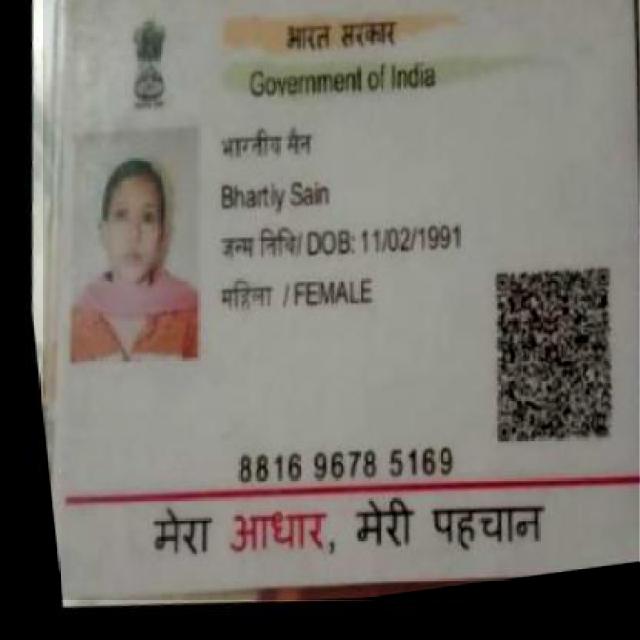 भारत सरकार
Government of India
भारतीय सैन
Bhartiy Sain
जन्म तिथि/ DOB: 11/02/1991
महिला / FEMALE
8816 9678 5169
मेरा आधार, मेरी पहचान